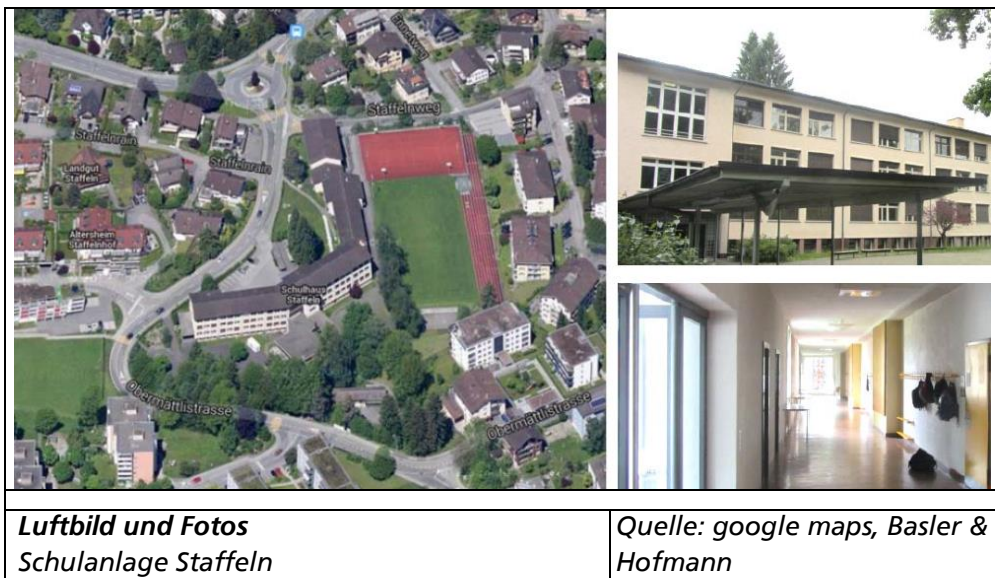 Eneselweg
Staffelnweg
Staffelnrain
Staffelnrain
Landgut
Staffeln
Altersheim
Staffelnhof
Schulhaus
Staffeln
Obermättlistrasse
Obermättlistrasse
Luftbild und Fotos
Schulanlage Staffeln
Quelle: google maps, Basler &
Hofmann